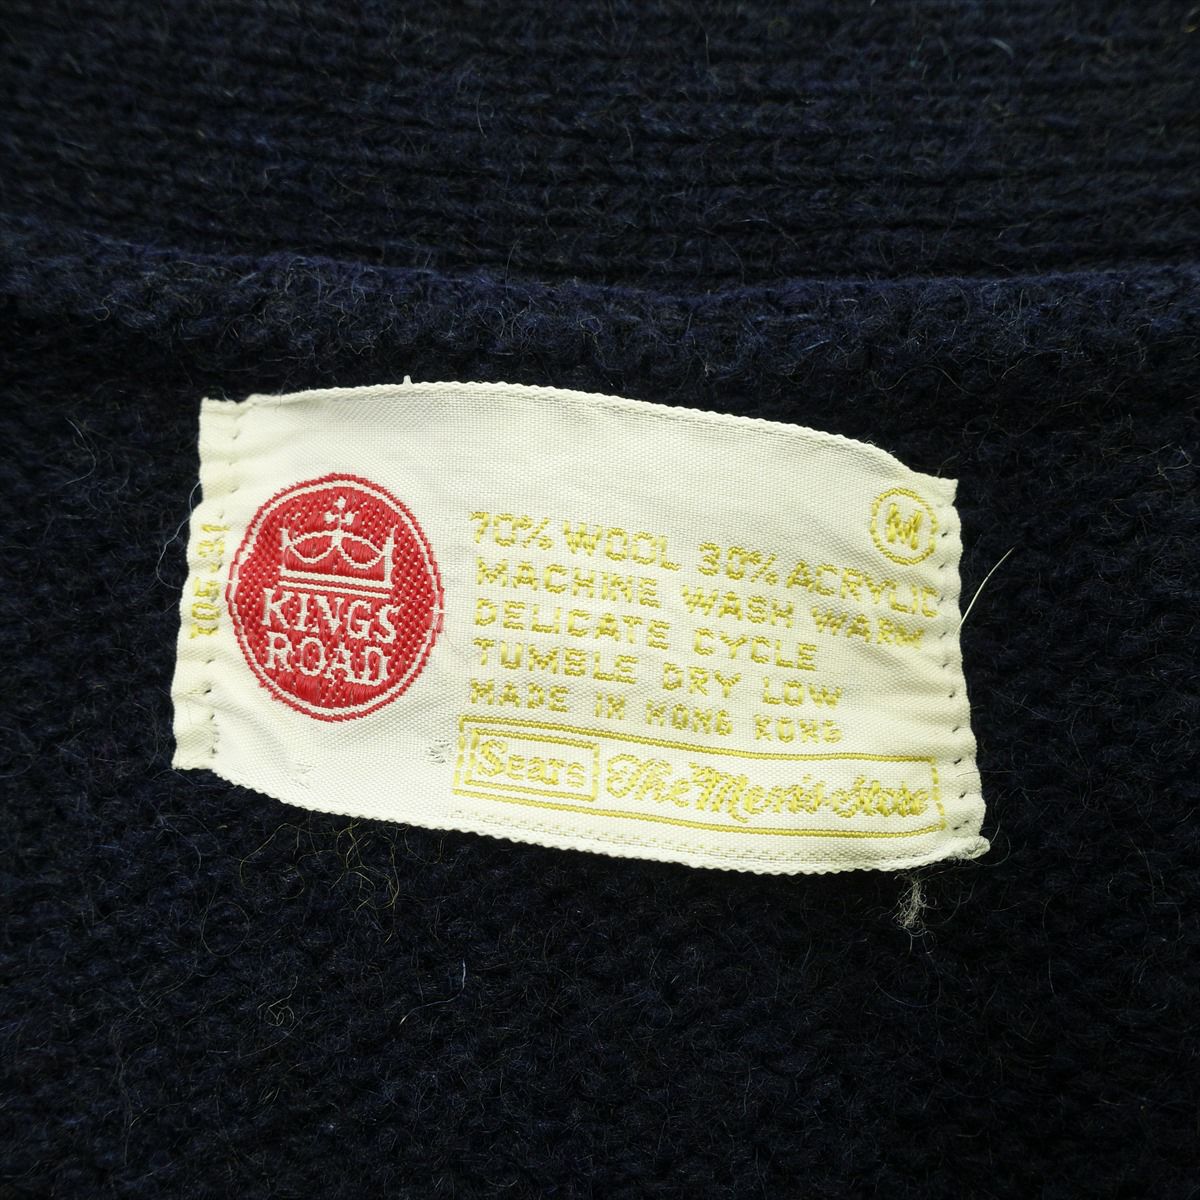 KINGS
ROAD
M
70% WOOL 30% ACRYLIC
MACHINE WASH WARM
DELICATE CYCLE
TUMBLE DRY LOW
MADE IN HONG KONG
Sears The Men's Store